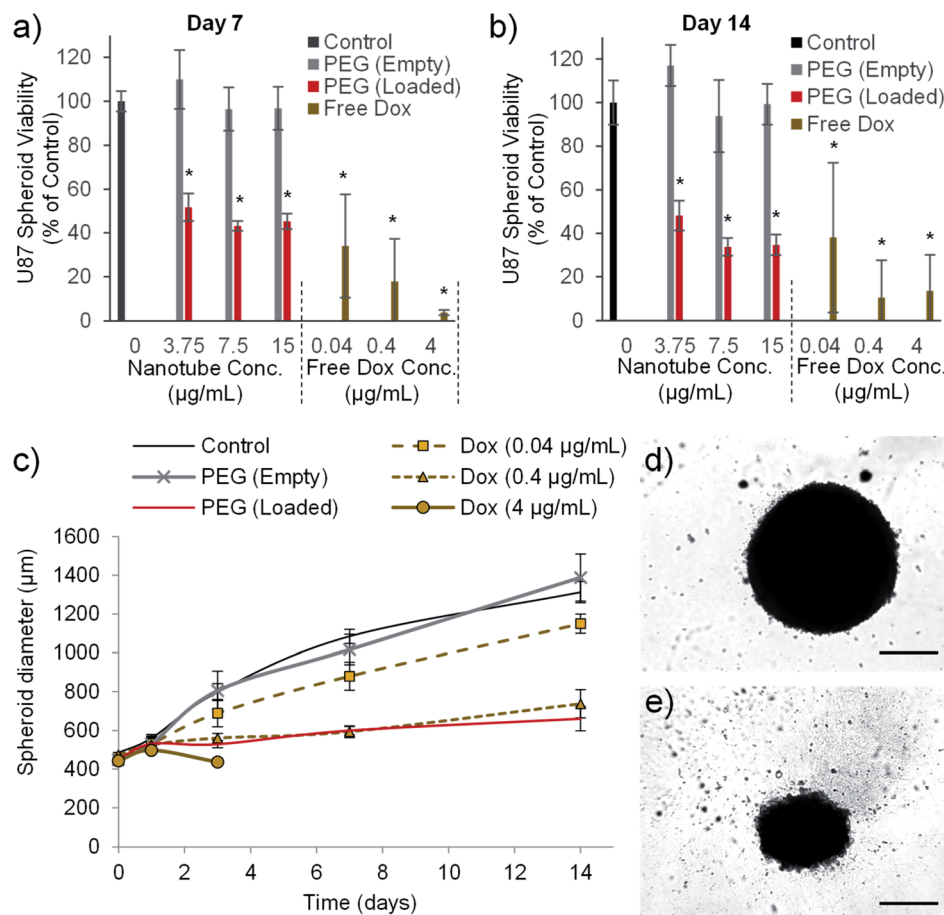 a)
Day 7
Control
PEG (Empty)
PEG (Loaded)
Free Dox
U87 Spheroid Viability
(% of Control)
120
100
80
60
40
20
0
*
*
*
*
*
*
0
3.75
7.5
15
0.04
0.4
4
Nanotube Conc.
(µg/mL)
Free Dox Conc.
(µg/mL)
b)
Day 14
Control
PEG (Empty)
PEG (Loaded)
Free Dox
U87 Spheroid Viability
(% of Control)
120
100
80
60
40
20
0
*
*
*
*
*
*
0
3.75
7.5
15
0.04
0.4
4
Nanotube Conc.
(µg/mL)
Free Dox Conc.
(µg/mL)
c)
Control
PEG (Empty)
PEG (Loaded)
Dox (0.04 µg/mL)
Dox (0.4 µg/mL)
Dox (4 µg/mL)
Spheroid diameter (µm)
1600
1400
1200
1000
800
600
400
200
0
0
2
4
6
8
10
12
14
Time (days)
d)
e)